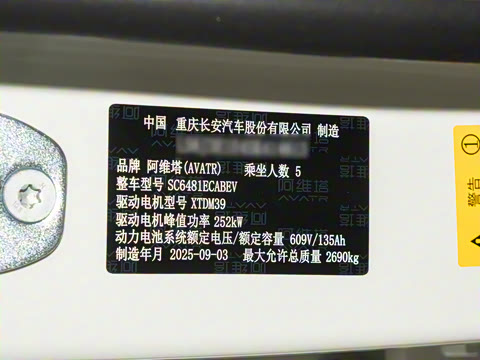 中国 重庆长安汽车股份有限公司 制造
品牌 阿维塔(AVATR) 乘坐人数 5
整车型号 SC6481ECABEV
驱动电机型号 XTDM39
驱动电机峰值功率 252kW
动力电池系统额定电压/额定容量 609V/135Ah
制造年月 2025-09-03 最大允许总质量 2690kg
①
警告